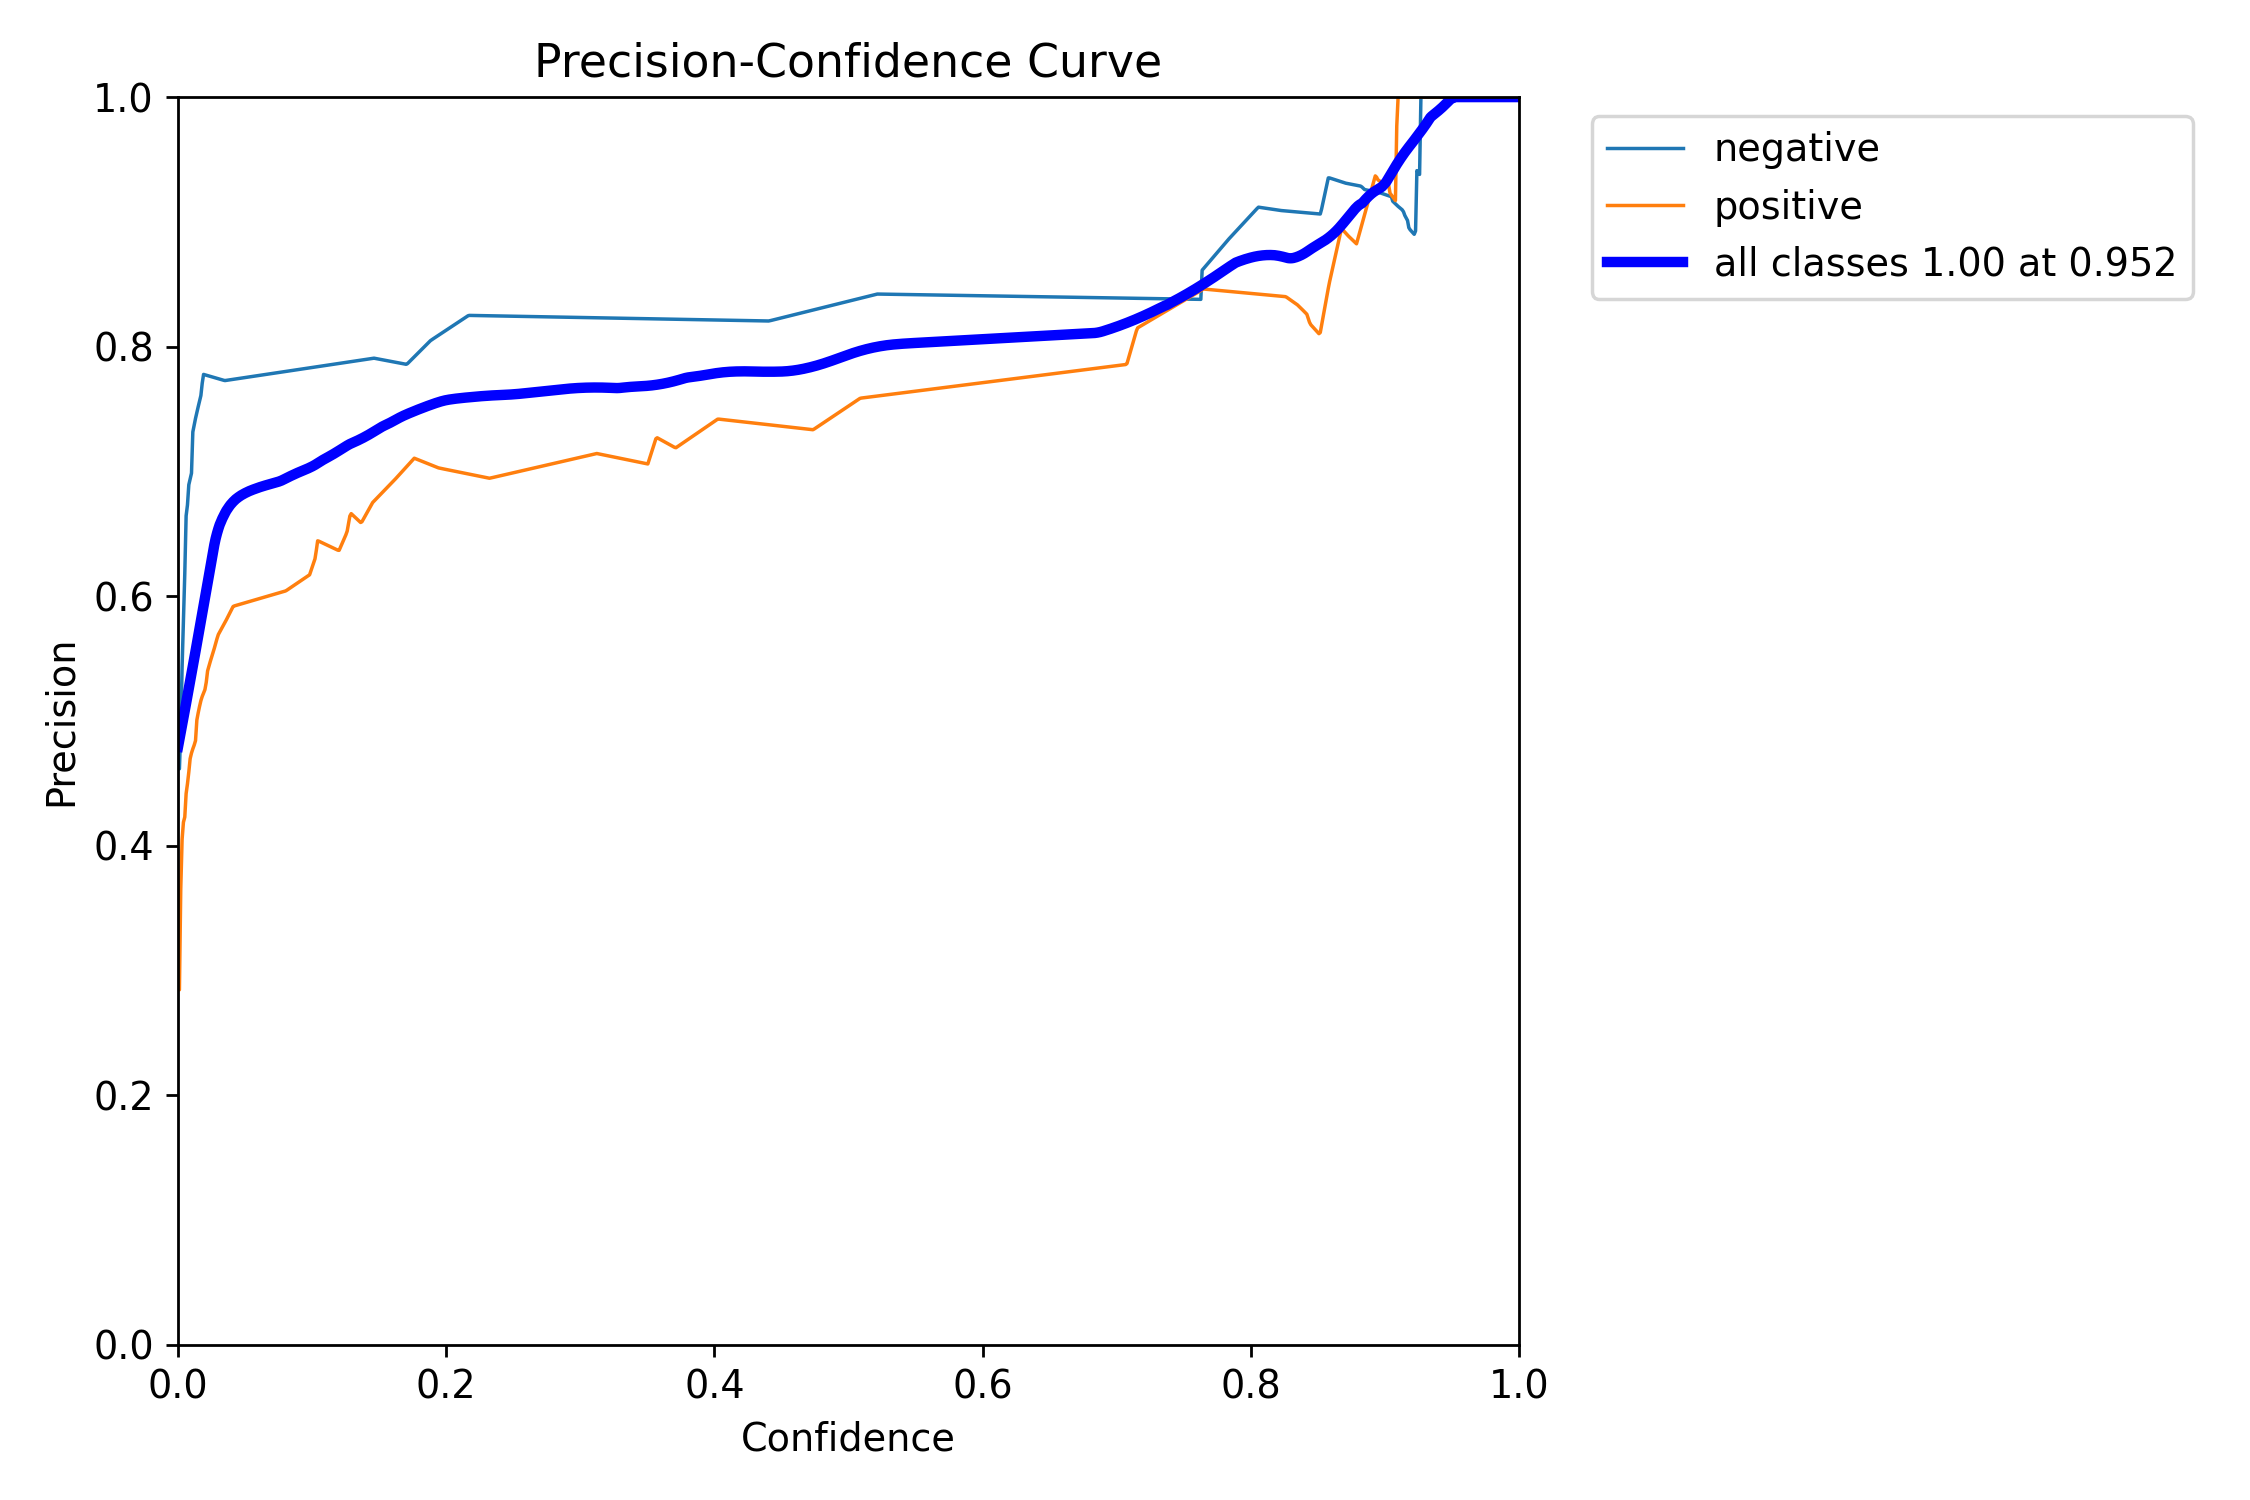 Precision-Confidence Curve
1.0
0.8
0.6
0.4
0.2
0.0
Precision
0.0 0.2 0.4 0.6 0.8 1.0
Confidence
negative
positive
all classes 1.00 at 0.952